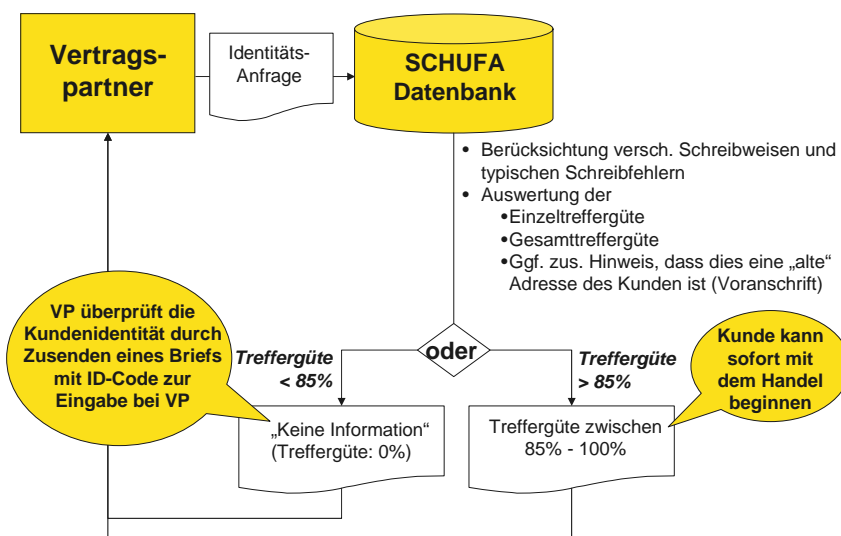 Vertrags-
partner
Identitäts-
Anfrage
SCHUFA
Datenbank
• Berücksichtung versch. Schreibweisen und
typischen Schreibfehlern
• Auswertung der
•Einzeltreffergüte
•Gesamttreffergüte
•Ggf. zus. Hinweis, dass dies eine „alte“
Adresse des Kunden ist (Voranschrift)
VP überprüft die
Kundenidentität durch
Zusenden eines Briefs
mit ID-Code zur
Eingabe bei VP
Treffergüte
< 85%
oder
Treffergüte
> 85%
Kunde kann
sofort mit
dem Handel
beginnen
„Keine Information“
(Treffergüte: 0%)
Treffergüte zwischen
85% - 100%